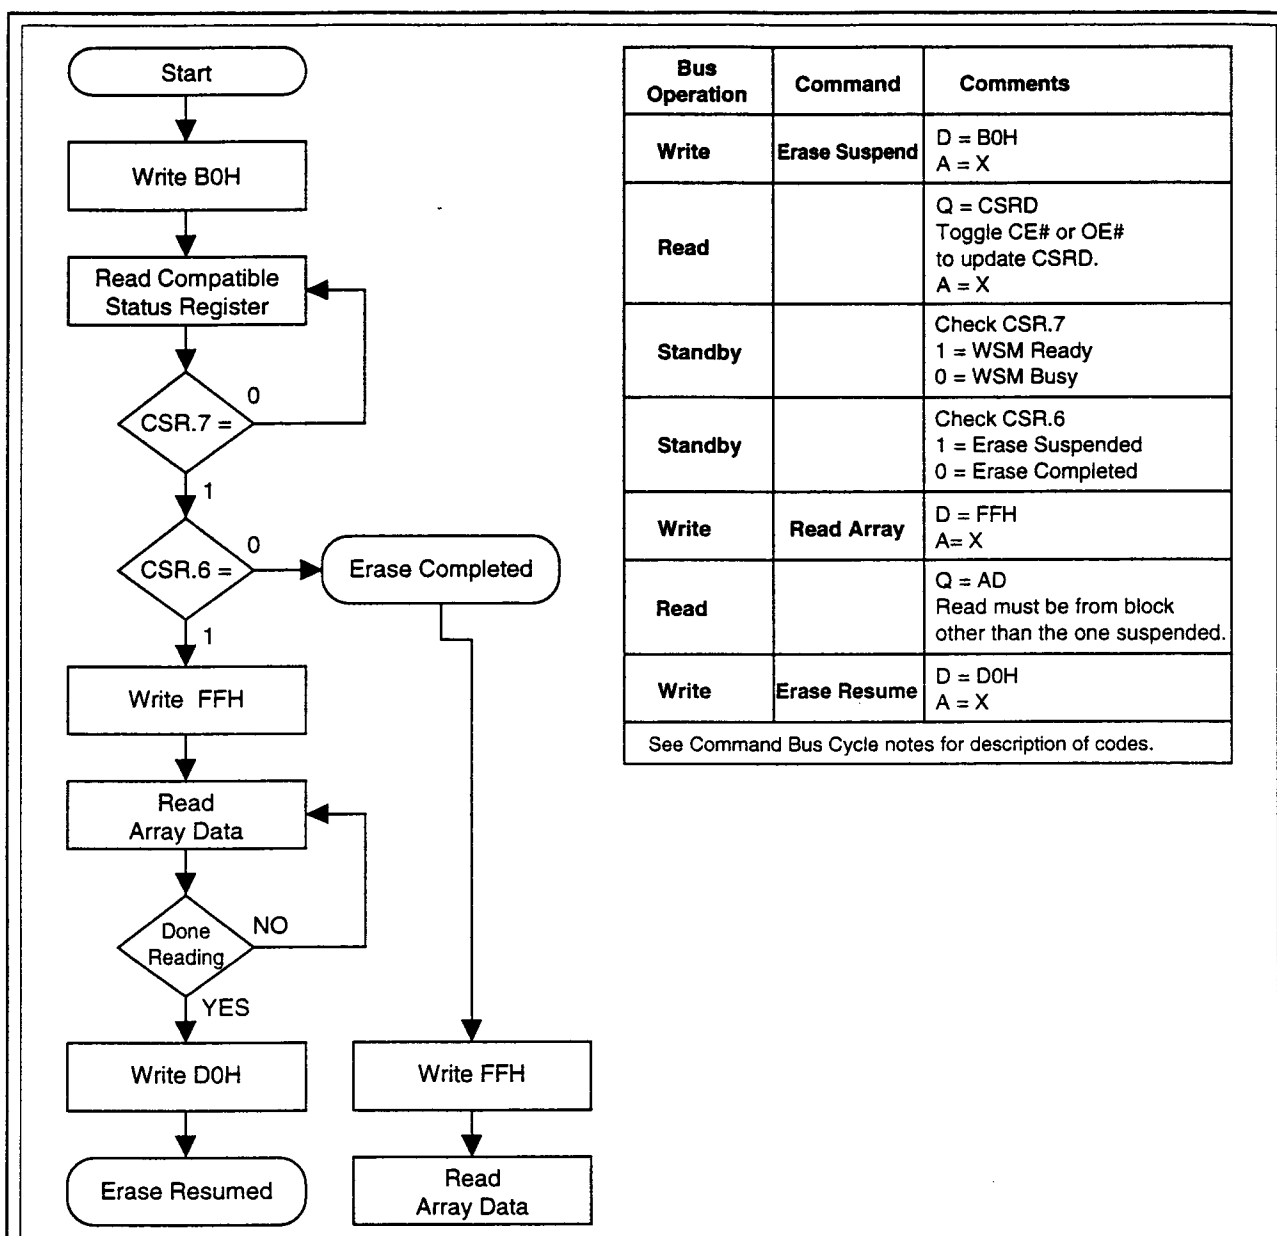 Start
Write B0H
Read Compatible
Status Register
0
CSR.7 =
1
0
CSR.6 =
Erase Completed
1
Write FFH
Read
Array Data
Done
Reading
NO
YES
Write D0H
Write FFH
Erase Resumed
Read
Array Data
Bus
Operation
Command
Comments
Write
Erase Suspend
D = B0H
A = X
Read
Q = CSRD
Toggle CE# or OE#
to update CSRD.
A = X
Standby
Check CSR.7
1 = WSM Ready
0 = WSM Busy
Standby
Check CSR.6
1 = Erase Suspended
0 = Erase Completed
Write
Read Array
D = FFH
A= X
Read
Q = AD
Read must be from block
other than the one suspended.
Write
Erase Resume
D = D0H
A = X
See Command Bus Cycle notes for description of codes.